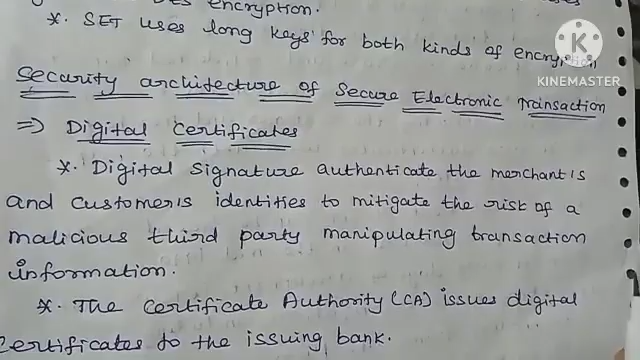 DES encryption.
*. SET uses long keys for both kinds of encryption
Security architecture of Secure Electronic Transaction
⇒ Digital Certificates
*. Digital signature authenticate the merchant's
and customer's identities to mitigate the risk of a
malicious third party manipulating transaction
information.
*. The Certificate Authority (CA) issues digital
certificates to the issuing bank.
KINEMASTER